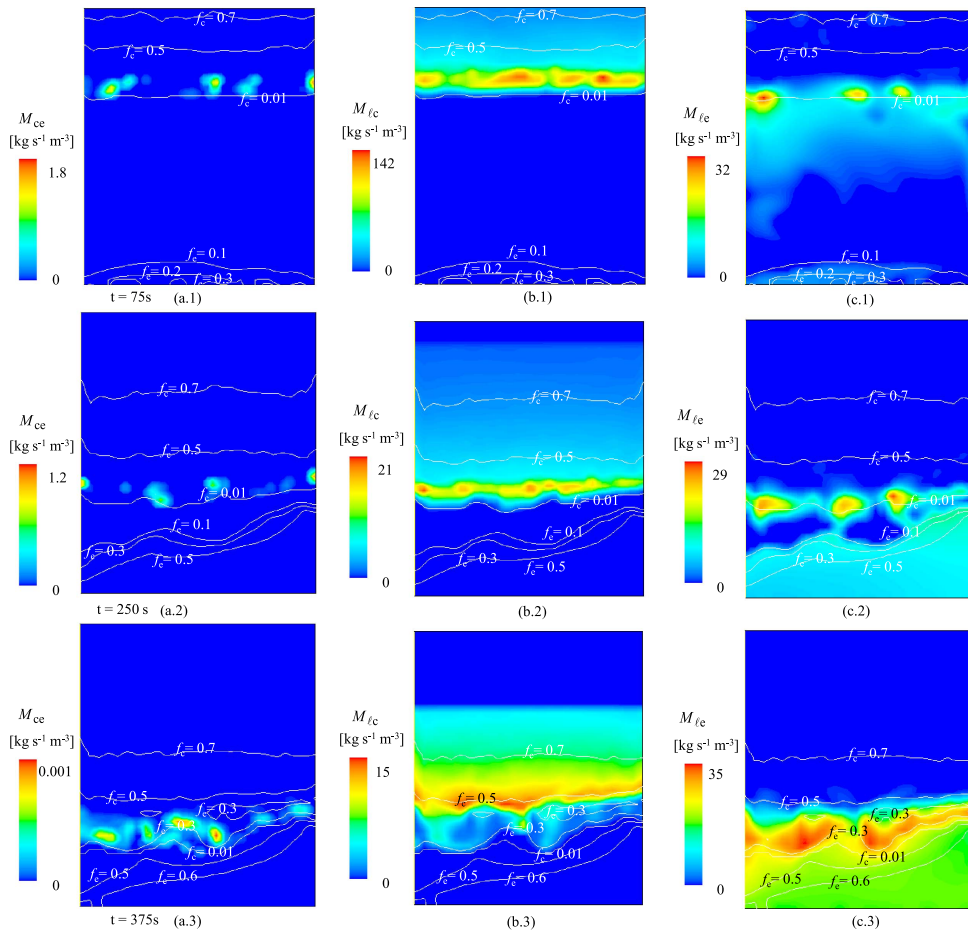 f_c = 0.7
f_c = 0.5
f_c = 0.01
M_ce
[kg s⁻¹ m⁻³]
1.8
0
f_e = 0.1
f_e = 0.2
f_e = 0.3
t = 75s (a.1)
f_c = 0.7
f_c = 0.5
f_c = 0.01
M_ℓc
[kg s⁻¹ m⁻³]
142
0
f_e = 0.1
f_e = 0.2
f_e = 0.3
(b.1)
f_c = 0.7
f_c = 0.5
f_c = 0.01
M_ℓe
[kg s⁻¹ m⁻³]
32
0
f_e = 0.1
f_e = 0.2
f_e = 0.3
(c.1)
f_c = 0.7
f_c = 0.5
f_c = 0.01
M_ce
[kg s⁻¹ m⁻³]
1.2
0
f_e = 0.1
f_e = 0.3
f_e = 0.5
t = 250 s (a.2)
f_c = 0.7
f_c = 0.5
f_c = 0.01
M_ℓc
[kg s⁻¹ m⁻³]
21
0
f_e = 0.1
f_e = 0.3
f_e = 0.5
(b.2)
f_c = 0.7
f_c = 0.5
f_c = 0.01
M_ℓe
[kg s⁻¹ m⁻³]
29
0
f_e = 0.1
f_e = 0.3
f_e = 0.5
(c.2)
M_ce
[kg s⁻¹ m⁻³]
0.001
0
f_c = 0.7
f_c = 0.5
f_e = 0.3
f_c = 0.3
f_c = 0.01
f_e = 0.5
f_e = 0.6
t = 375s (a.3)
M_ℓc
[kg s⁻¹ m⁻³]
15
0
f_c = 0.7
f_c = 0.5
f_e = 0.3
f_c = 0.3
f_c = 0.01
f_e = 0.5
f_e = 0.6
(b.3)
M_ℓe
[kg s⁻¹ m⁻³]
35
0
f_c = 0.7
f_c = 0.5
f_e = 0.3
f_c = 0.3
f_c = 0.01
f_e = 0.5
f_e = 0.6
(c.3)